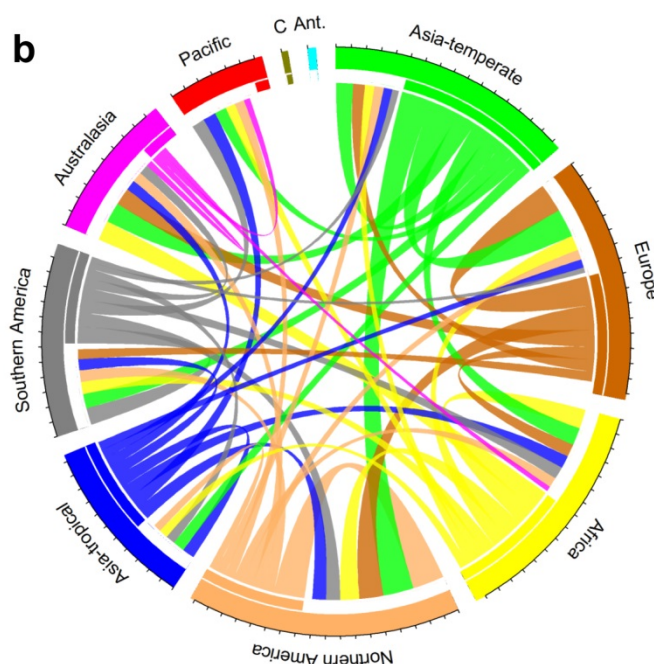 b
C
Ant.
Asia-temperate
Europe
Africa
Northern America
Asia-tropical
Southern America
Australasia
Pacific